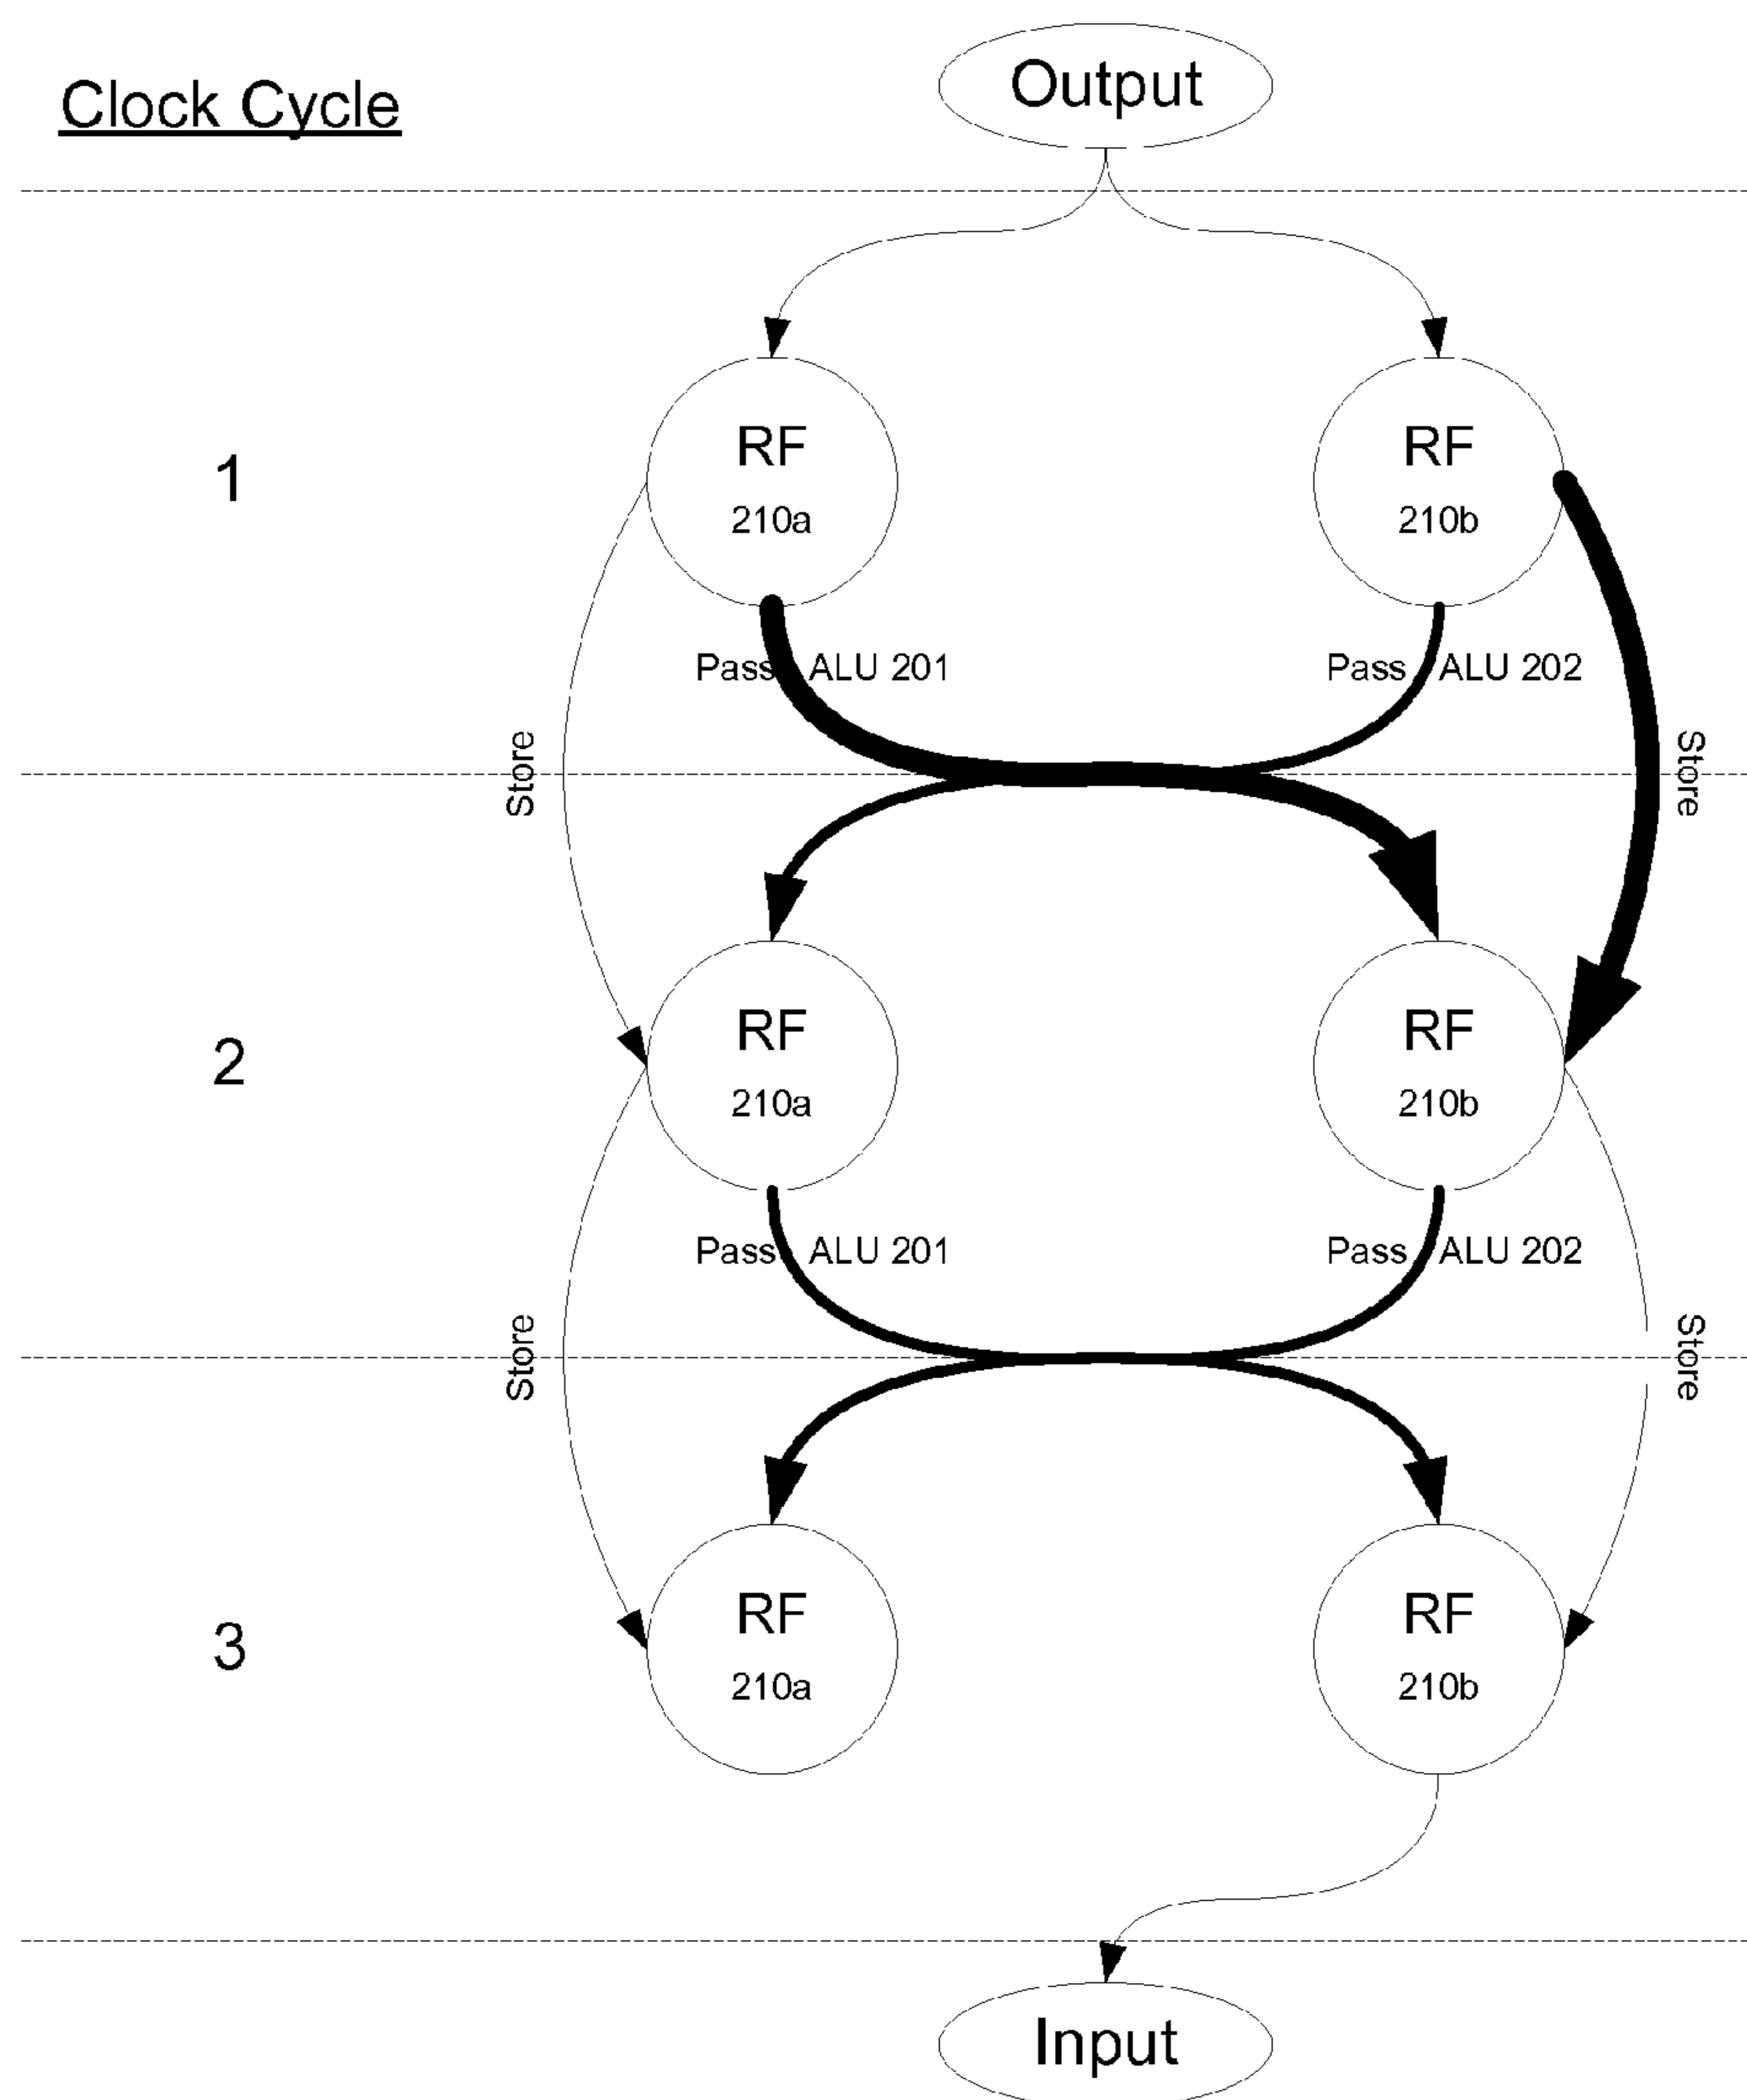 Clock Cycle
Output
1
RF
210a
RF
210b
Pass ALU 201
Pass ALU 202
Store
Store
2
RF
210a
RF
210b
Pass ALU 201
Pass ALU 202
Store
Store
3
RF
210a
RF
210b
Input